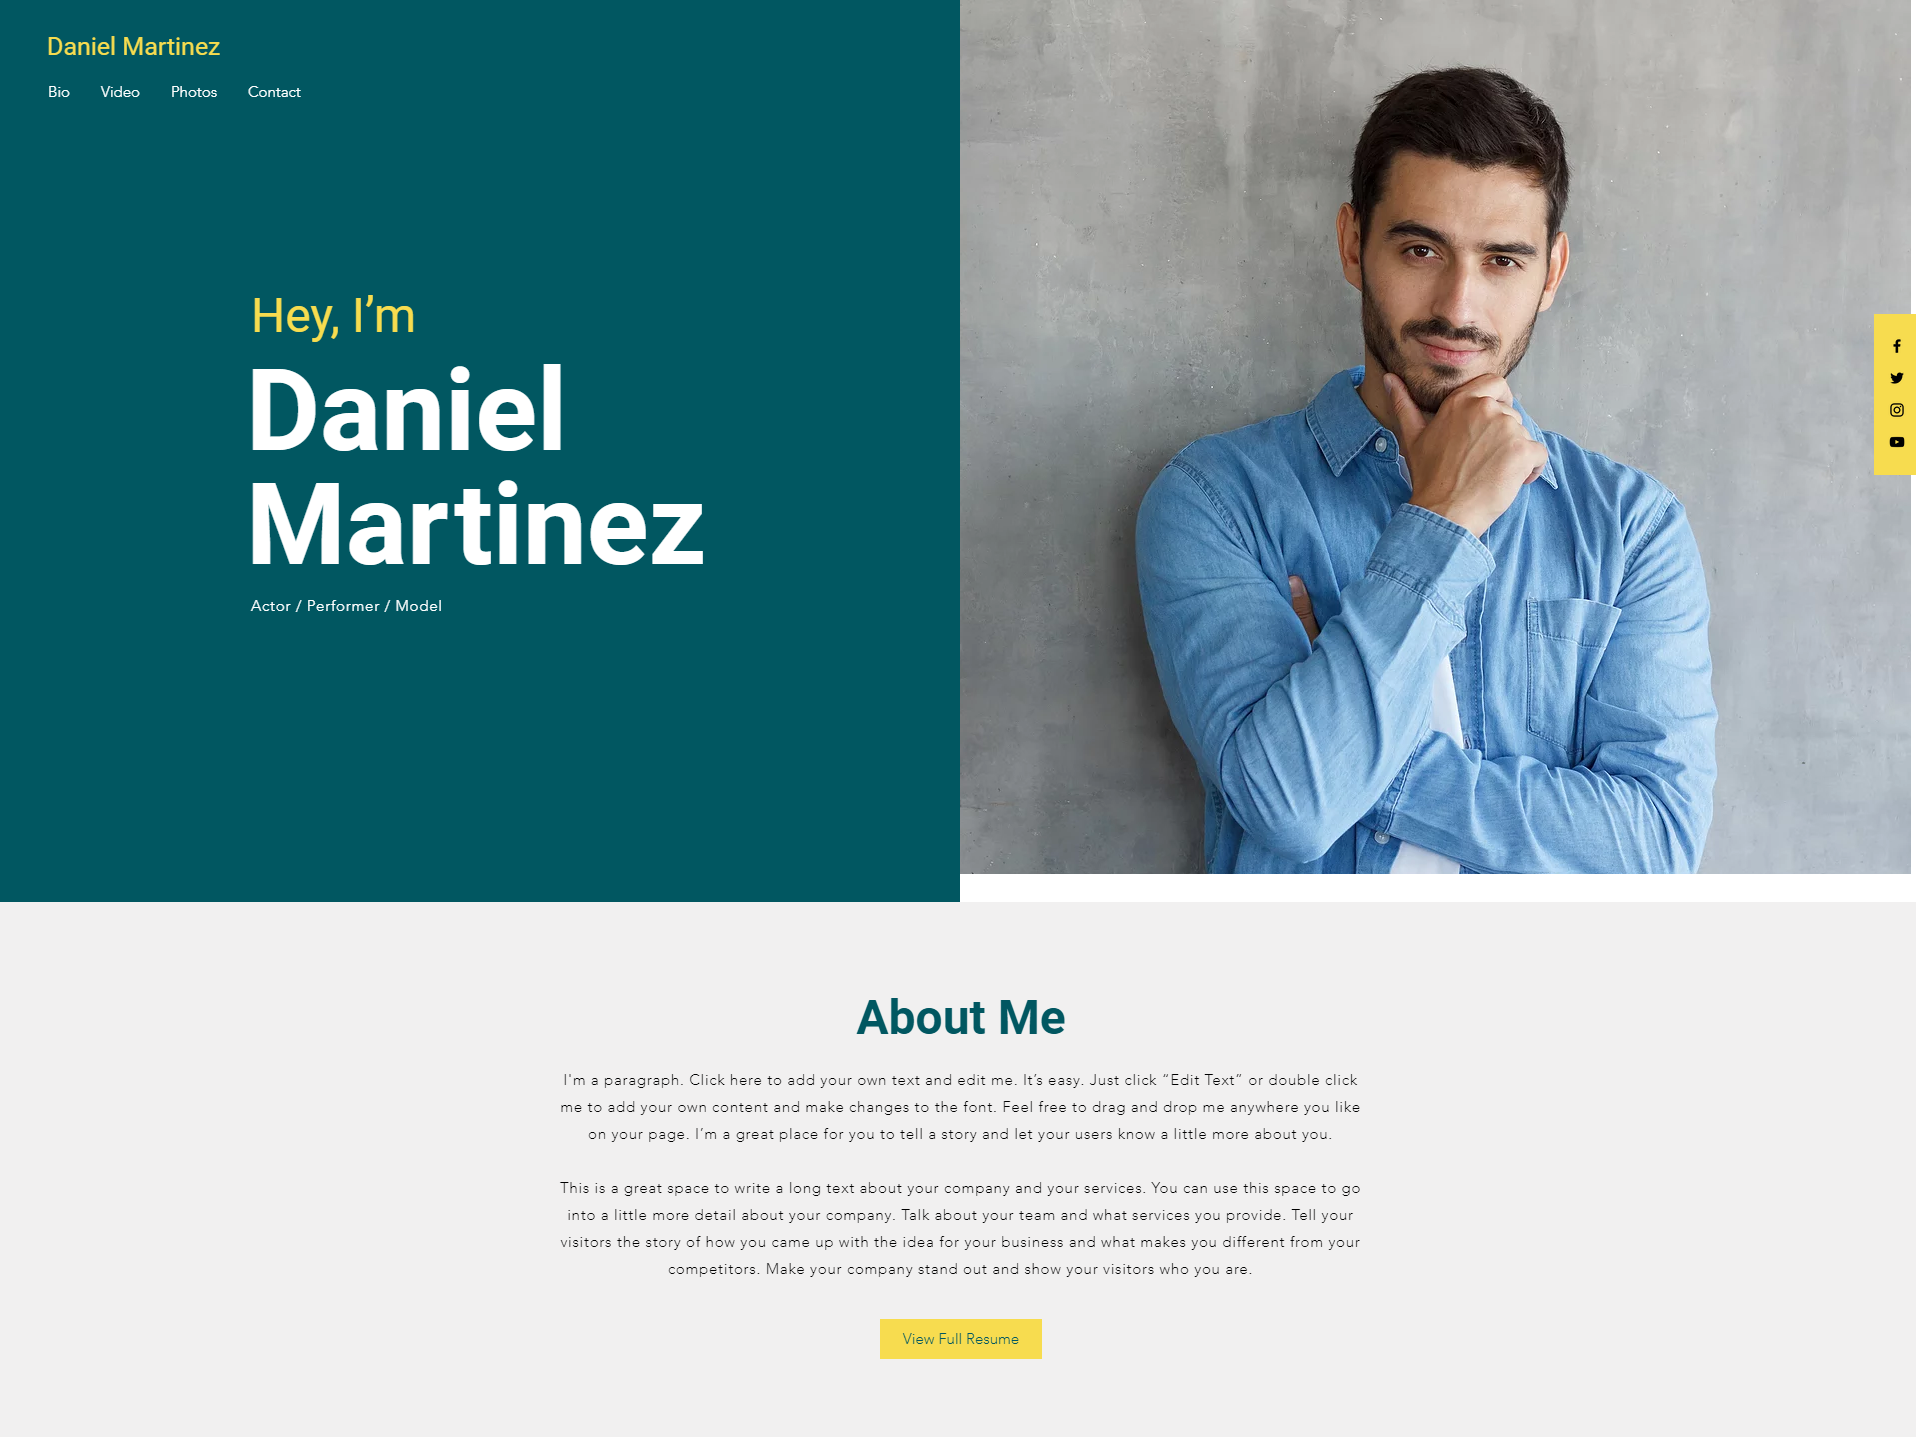 Daniel Martinez
Bio Video Photos Contact
Hey, I’m
Daniel
Martinez
Actor / Performer / Model
About Me
I'm a paragraph. Click here to add your own text and edit me. It’s easy. Just click “Edit Text” or double click
me to add your own content and make changes to the font. Feel free to drag and drop me anywhere you like
on your page. I’m a great place for you to tell a story and let your users know a little more about you.
This is a great space to write a long text about your company and your services. You can use this space to go
into a little more detail about your company. Talk about your team and what services you provide. Tell your
visitors the story of how you came up with the idea for your business and what makes you different from your
competitors. Make your company stand out and show your visitors who you are.
View Full Resume